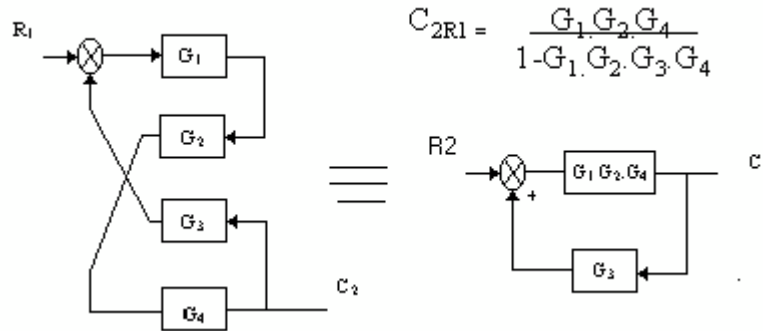 R₁
G₁
G₂
G₃
G₄
C₂
C₂R1 = G₁.G₂.G₄
1-G₁.G₂.G₃.G₄
R2
+
G₁ G₂.G₄
C
G₃